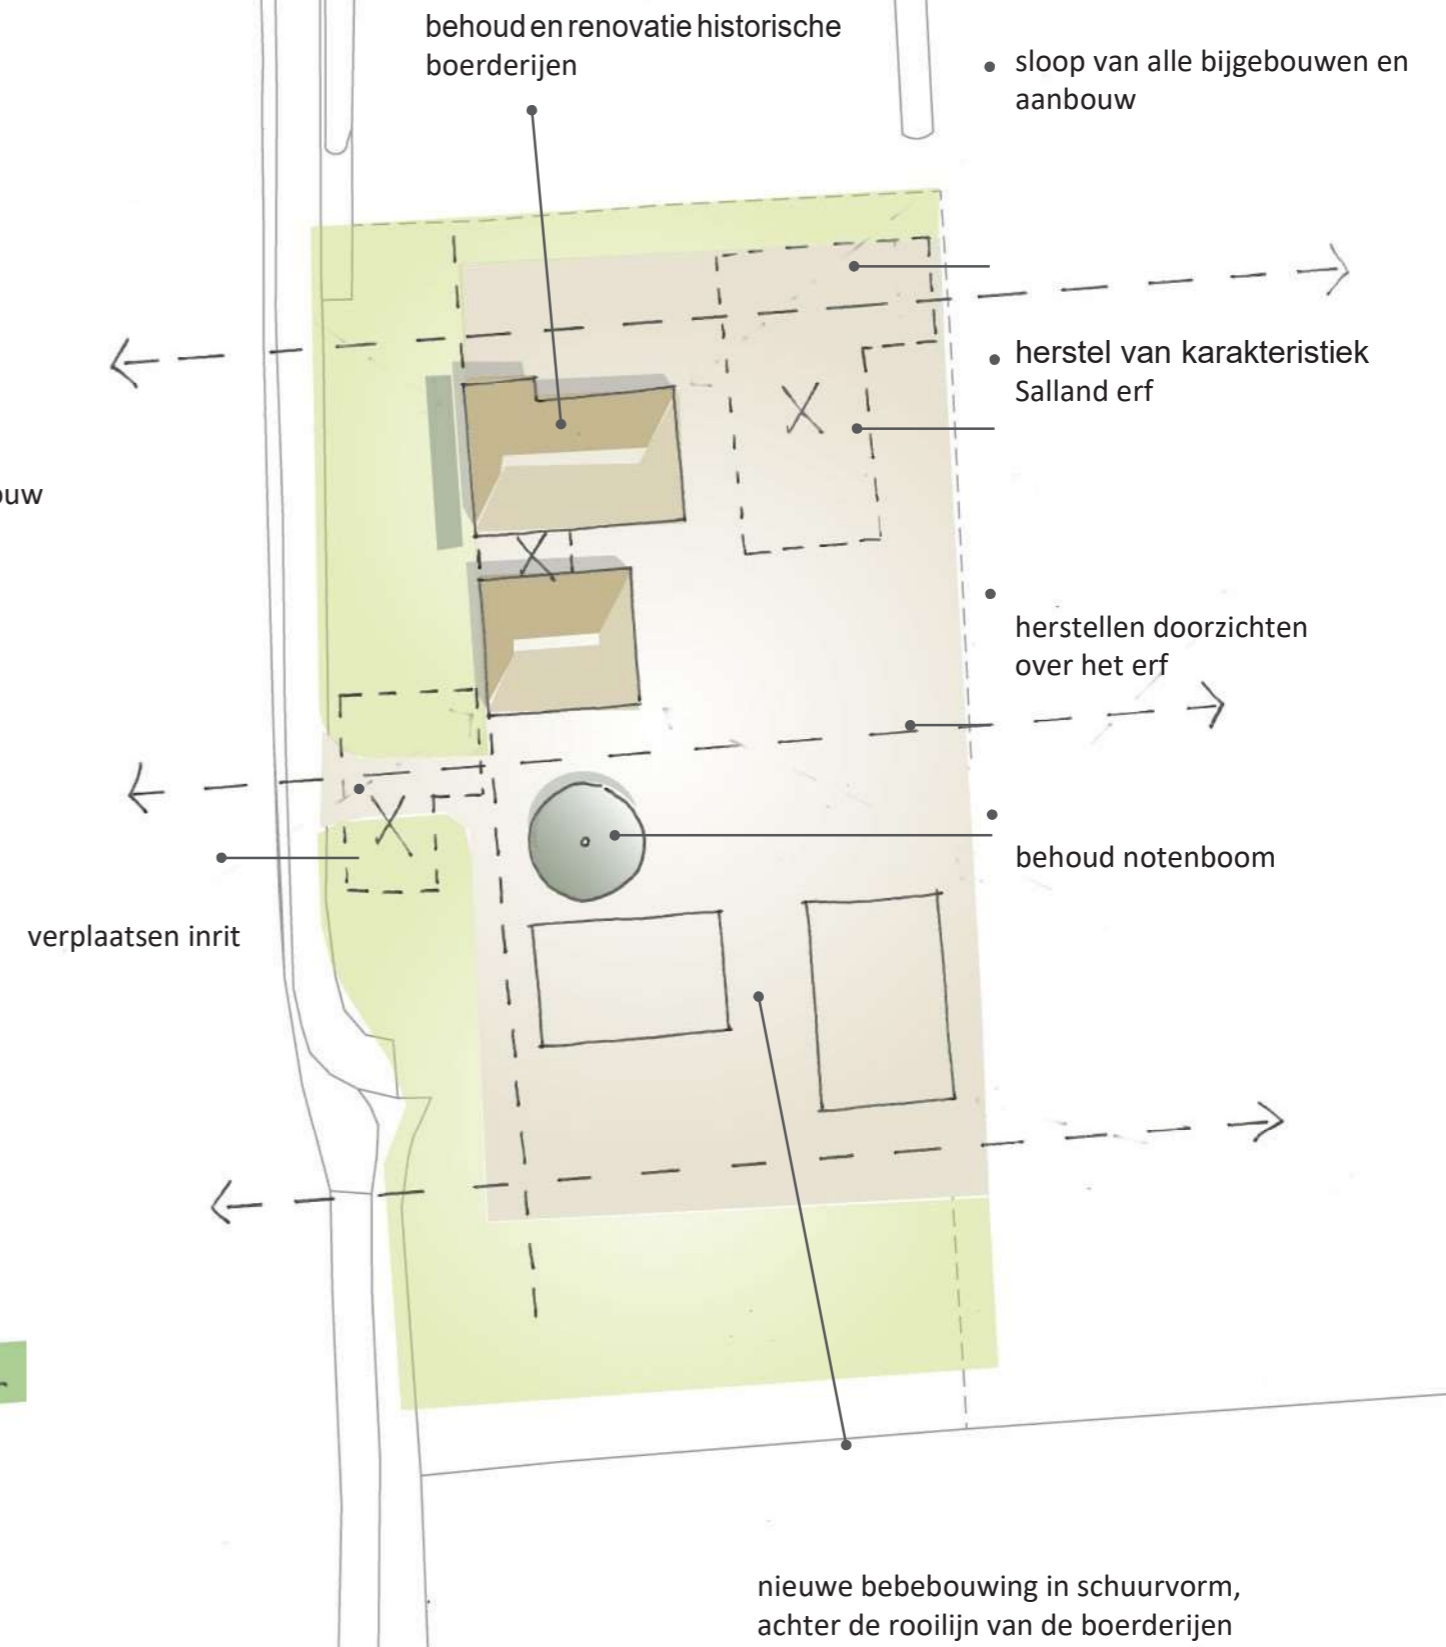 behoud en renovatie historische
boerderijen
• sloop van alle bijgebouwen en
aanbouw
• herstel van karakteristiek
Salland erf
ouw
herstellen doorzichten
over het erf
behoud notenboom
verplaatsen inrit
nieuwe bebebouwing in schuurvorm,
achter de rooilijn van de boerderijen